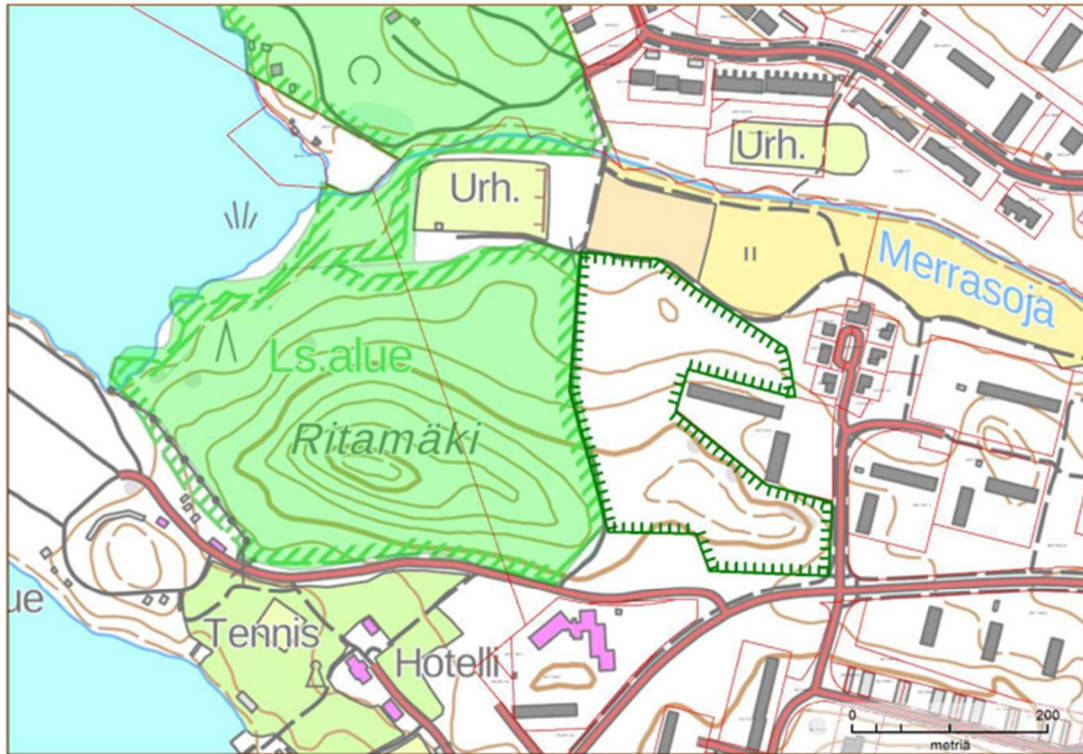 Urh.
Urh.
Merrasoja
Ls.alue
Ritamäki
ue
Tennis
Hotelli
0 200
metriä